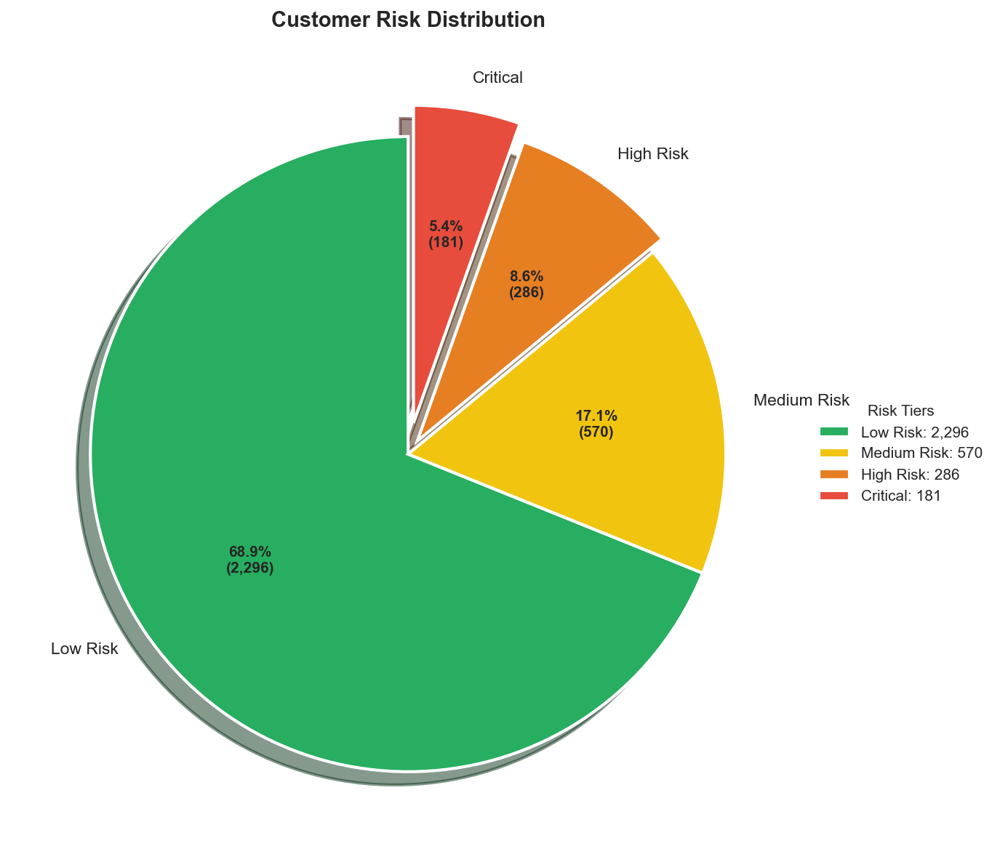 Customer Risk Distribution
Critical
High Risk
5.4%
(181)
8.6%
(286)
Medium Risk
17.1%
(570)
Risk Tiers
Low Risk: 2,296
Medium Risk: 570
High Risk: 286
Critical: 181
68.9%
(2,296)
Low Risk